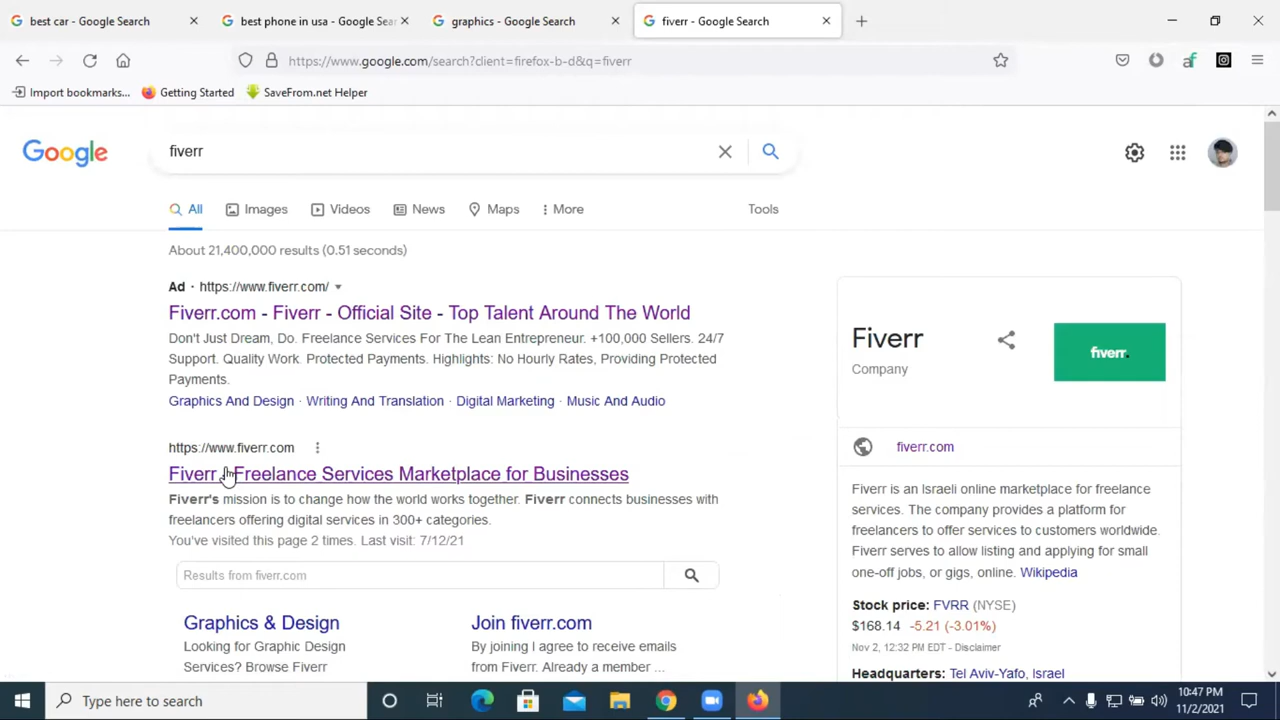 best car - Google Search
best phone in usa - Google Sear
graphics - Google Search
fiverr - Google Search
https://www.google.com/search?client=firefox-b-d&q=fiverr
Import bookmarks...
Getting Started
SaveFrom.net Helper
Google
fiverr
All
Images
Videos
News
Maps
More
Tools
About 21,400,000 results (0.51 seconds)
Ad · https://www.fiverr.com/
Fiverr.com - Fiverr - Official Site - Top Talent Around The World
Don't Just Dream, Do. Freelance Services For The Lean Entrepreneur. +100,000 Sellers. 24/7
Support. Quality Work. Protected Payments. Highlights: No Hourly Rates, Providing Protected
Payments.
Graphics And Design · Writing And Translation · Digital Marketing · Music And Audio
https://www.fiverr.com
Fiverr Freelance Services Marketplace for Businesses
Fiverr's mission is to change how the world works together. Fiverr connects businesses with
freelancers offering digital services in 300+ categories.
You've visited this page 2 times. Last visit: 7/12/21
Results from fiverr.com
Graphics & Design
Looking for Graphic Design
Services? Browse Fiverr
Join fiverr.com
By joining I agree to receive emails
from Fiverr. Already a member ...
Fiverr
Company
fiverr.
fiverr.com
Fiverr is an Israeli online marketplace for freelance
services. The company provides a platform for
freelancers to offer services to customers worldwide.
Fiverr serves to allow listing and applying for small
one-off jobs, or gigs, online. Wikipedia
Stock price: FVRR (NYSE)
$168.14 -5.21 (-3.01%)
Nov 2, 12:32 PM EDT - Disclaimer
Headquarters: Tel Aviv-Yafo, Israel
Type here to search
10:47 PM
11/2/2021